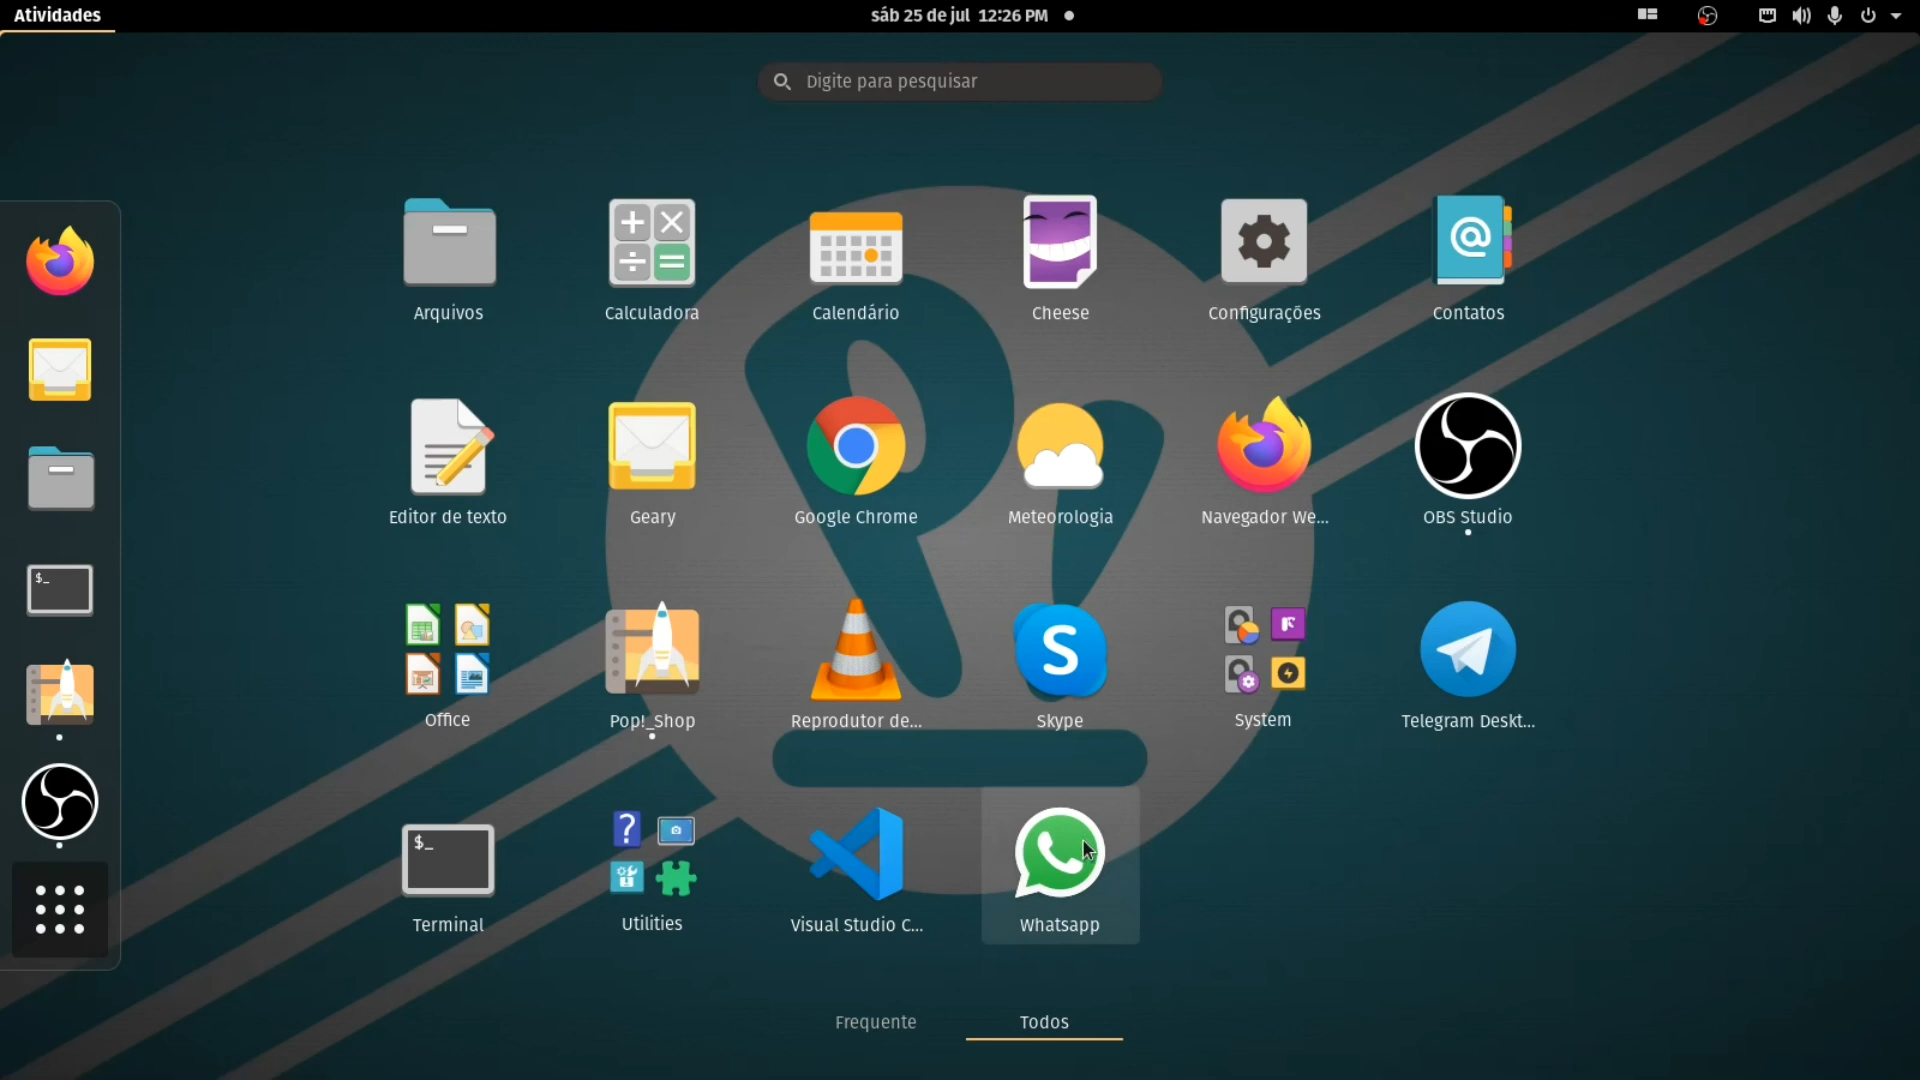 Atividades
sáb 25 de jul 12:26 PM
Digite para pesquisar
Arquivos
Calculadora
Calendário
Cheese
Configurações
Contatos
Editor de texto
Geary
Google Chrome
Meteorologia
Navegador We...
OBS Studio
$_
Office
Pop!_Shop
Reprodutor de...
S
Skype
System
Telegram Deskt...
$_
Terminal
?
Utilities
Visual Studio C...
Whatsapp
Frequente
Todos